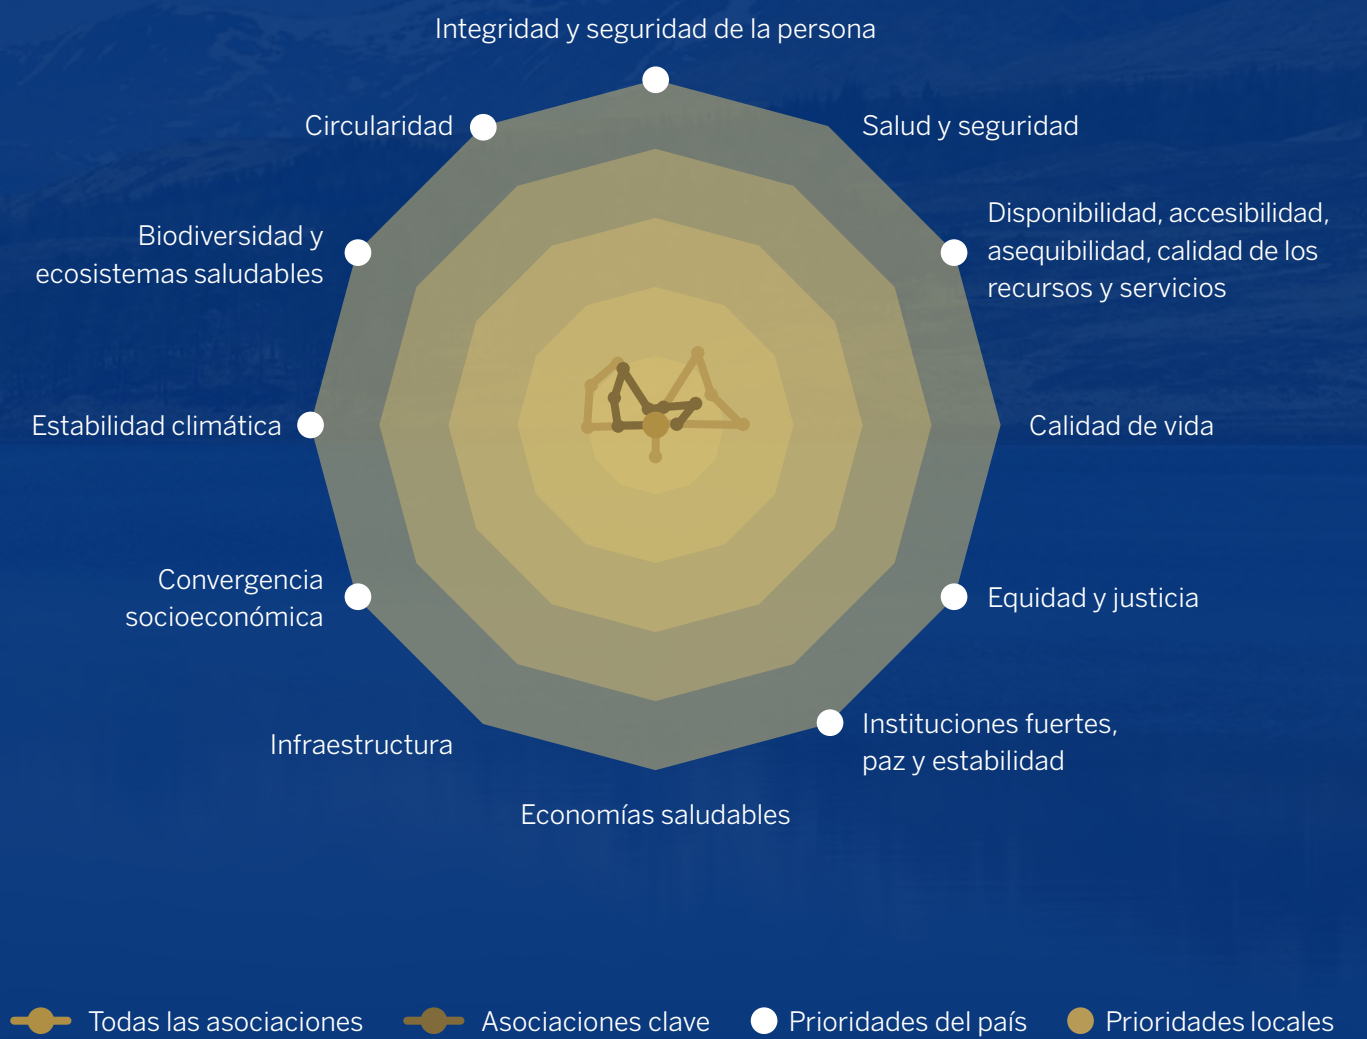 Integridad y seguridad de la persona
Circularidad
Salud y seguridad
Disponibilidad, accesibilidad,
asequibilidad, calidad de los
recursos y servicios
Biodiversidad y
ecosistemas saludables
Estabilidad climática
Calidad de vida
Convergencia
socioeconómica
Equidad y justicia
Infraestructura
Instituciones fuertes,
paz y estabilidad
Economías saludables
Todas las asociaciones
Asociaciones clave
Prioridades del país
Prioridades locales